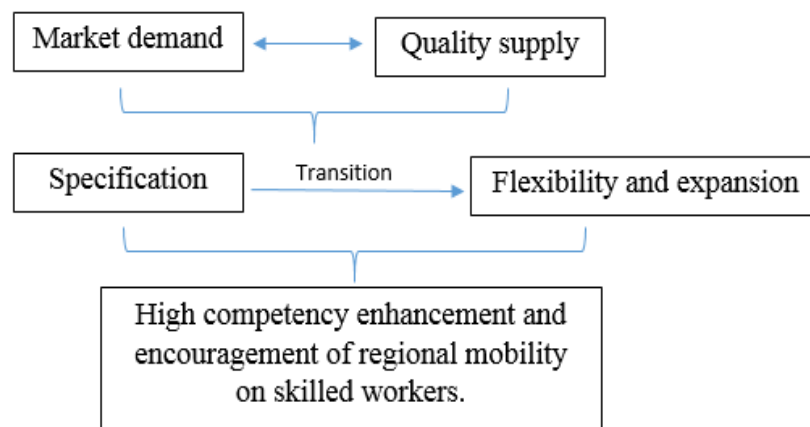 Market demand
Quality supply
Specification
Transition
Flexibility and expansion
High competency enhancement and
encouragement of regional mobility
on skilled workers.